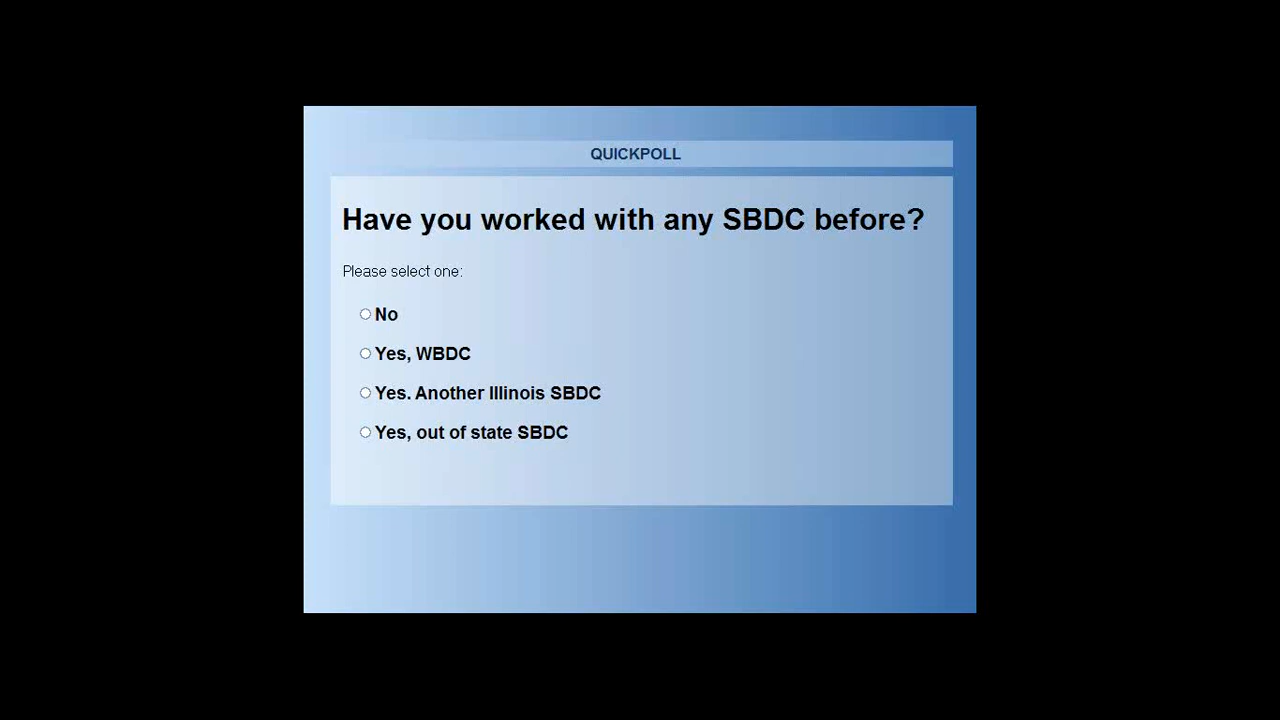 QUICKPOLL
Have you worked with any SBDC before?
Please select one:
No
Yes, WBDC
Yes. Another Illinois SBDC
Yes, out of state SBDC